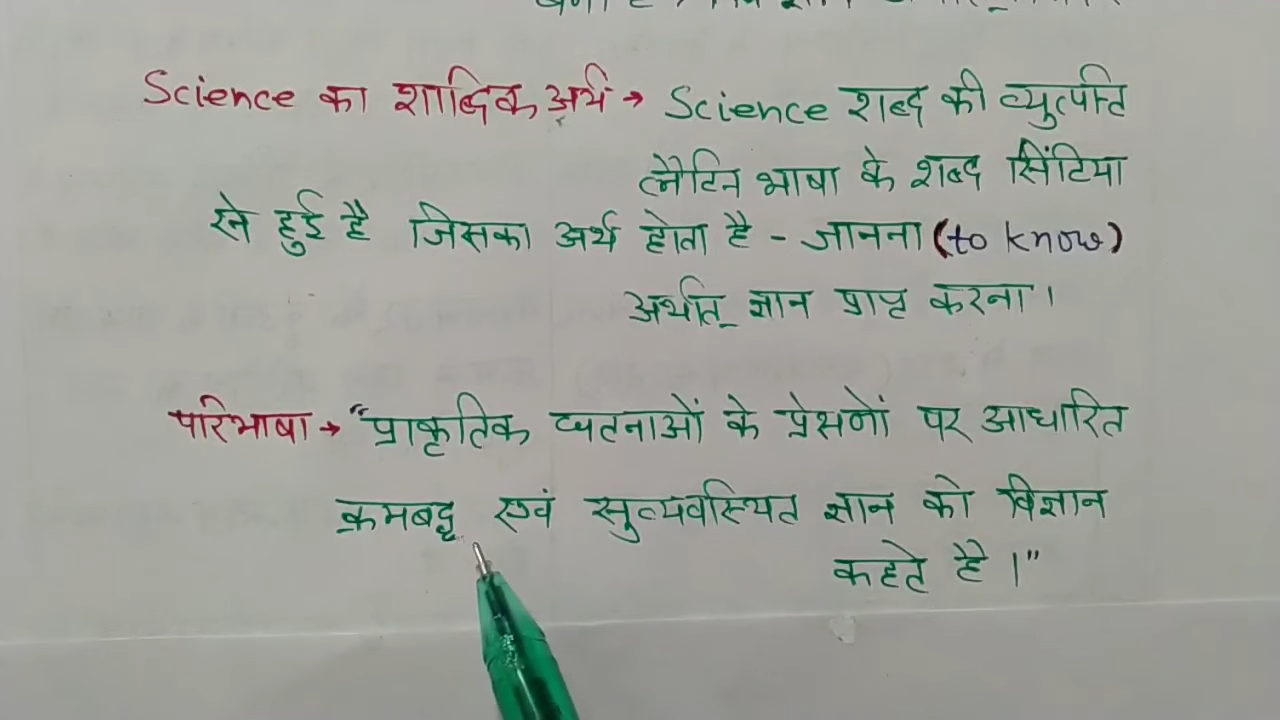 Science का शाब्दिक अर्थ → Science शब्द की व्युत्पत्ति
लैटिन भाषा के शब्द सिंटिया
से हुई है जिसका अर्थ होता है - जानना (to know)
अर्थात् ज्ञान प्राप्त करना।
परिभाषा → "प्राकृतिक घटनाओं के प्रेक्षणों पर आधारित
क्रमबद्ध एवं सुव्यवस्थित ज्ञान को विज्ञान
कहते है।"